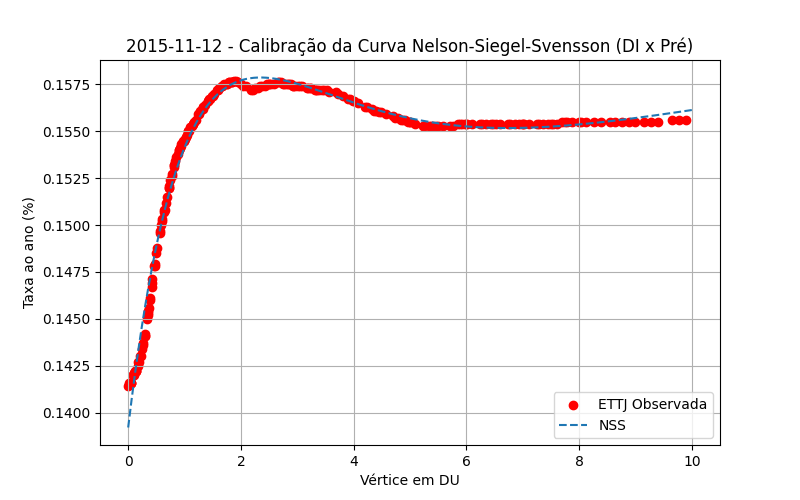 2015-11-12 - Calibração da Curva Nelson-Siegel-Svensson (DI x Pré)
Taxa ao ano (%)
0.1575
0.1550
0.1525
0.1500
0.1475
0.1450
0.1425
0.1400
ETTJ Observada
NSS
0 2 4 6 8 10
Vértice em DU